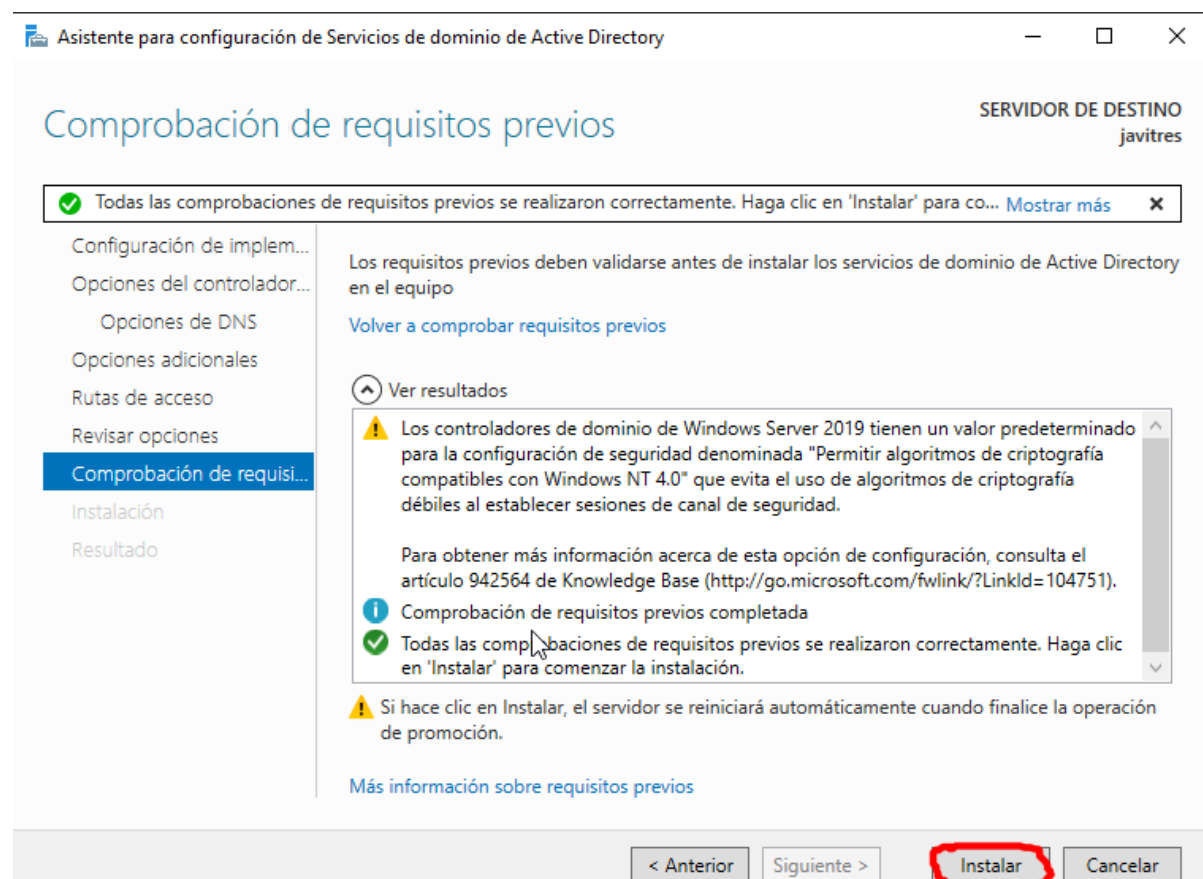 Asistente para configuración de Servicios de dominio de Active Directory
Comprobación de requisitos previos
SERVIDOR DE DESTINO
javitres
Todas las comprobaciones de requisitos previos se realizaron correctamente. Haga clic en 'Instalar' para co... Mostrar más
Configuración de implem...
Opciones del controlador...
Opciones de DNS
Opciones adicionales
Rutas de acceso
Revisar opciones
Comprobación de requisi...
Instalación
Resultado
Los requisitos previos deben validarse antes de instalar los servicios de dominio de Active Directory
en el equipo
Volver a comprobar requisitos previos
Ver resultados
Los controladores de dominio de Windows Server 2019 tienen un valor predeterminado
para la configuración de seguridad denominada "Permitir algoritmos de criptografía
compatibles con Windows NT 4.0" que evita el uso de algoritmos de criptografía
débiles al establecer sesiones de canal de seguridad.
Para obtener más información acerca de esta opción de configuración, consulta el
artículo 942564 de Knowledge Base (http://go.microsoft.com/fwlink/?LinkId=104751).
Comprobación de requisitos previos completada
Todas las comprobaciones de requisitos previos se realizaron correctamente. Haga clic
en 'Instalar' para comenzar la instalación.
Si hace clic en Instalar, el servidor se reiniciará automáticamente cuando finalice la operación
de promoción.
Más información sobre requisitos previos
< Anterior
Siguiente >
Instalar
Cancelar